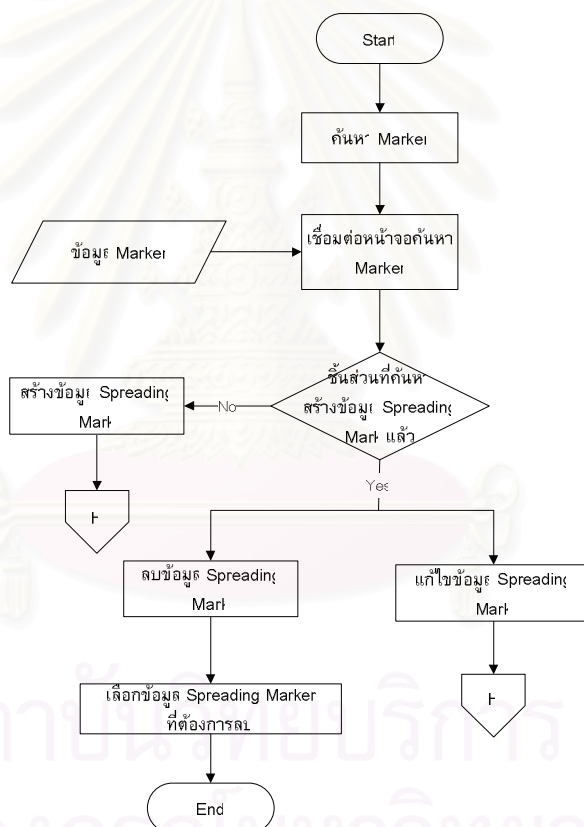 Start
ค้นหา Marker
ข้อมูล Marker
เชื่อมต่อหน้าจอค้นหา
Marker
ชิ้นส่วนที่ค้นหา
สร้างข้อมูล Spreading
Mark แล้ว
No
สร้างข้อมูล Spreading
Mark
Yes
ลบข้อมูล Spreading
Mark
แก้ไขข้อมูล Spreading
Mark
เลือกข้อมูล Spreading Marker
ที่ต้องการลบ
End